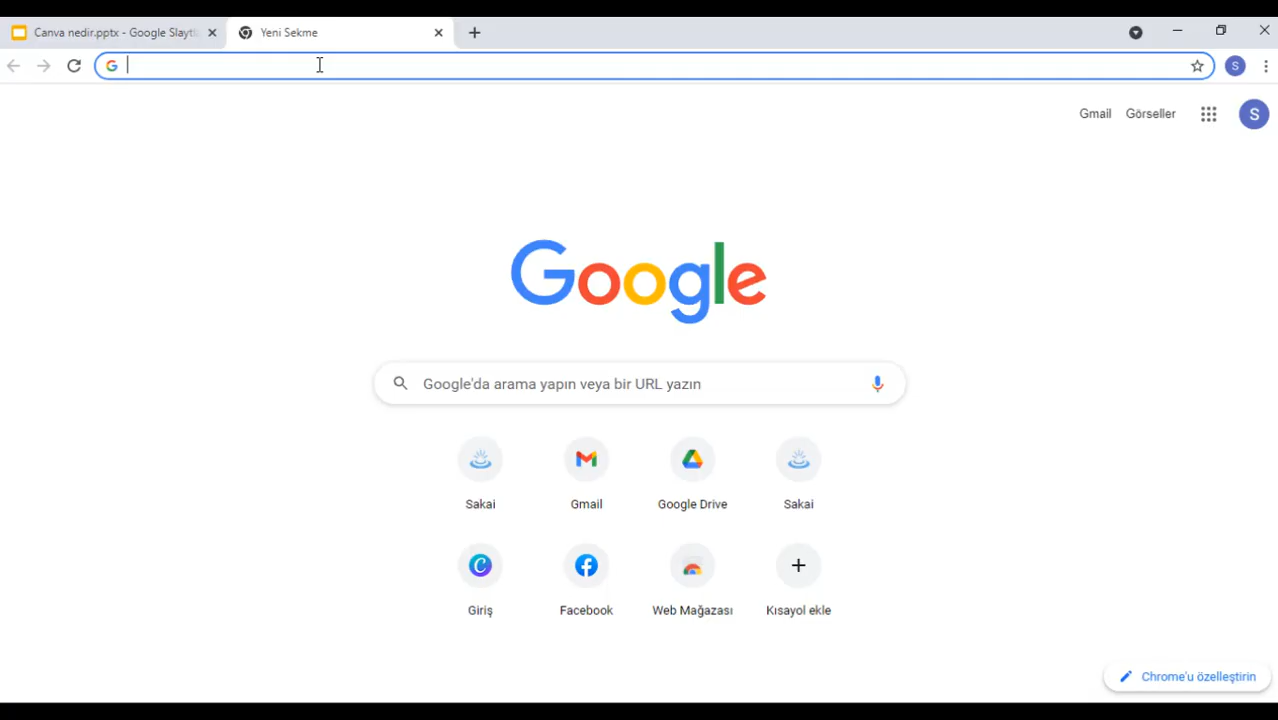 Canva nedir.pptx - Google Slaytl
Yeni Sekme
Gmail
Görseller
S
S
Google
Google'da arama yapın veya bir URL yazın
Sakai
Gmail
Google Drive
Sakai
Giriş
Facebook
Web Mağazası
Kısayol ekle
Chrome'u özelleştirin